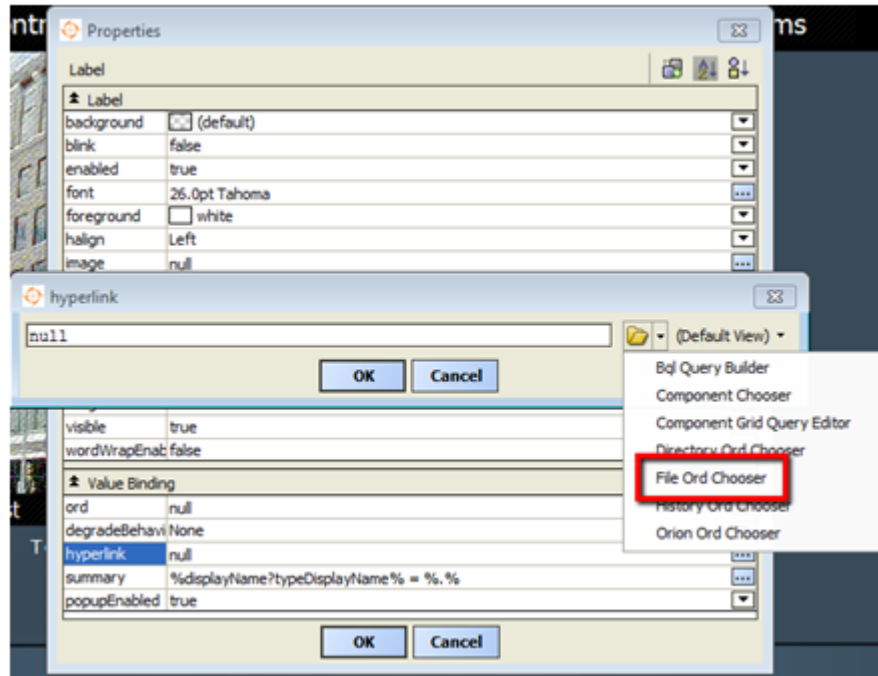 ntr
ms
Properties
Label
Label
background (default)
blink false
enabled true
font 26.0pt Tahoma
foreground white
halign Left
image null
hyperlink
null
(Default View)
OK Cancel
Bql Query Builder
Component Chooser
Component Grid Query Editor
Directory Ord Chooser
File Ord Chooser
History Ord Chooser
Orion Ord Chooser
visible true
wordWrapEnab false
Value Binding
ord null
degradeBehavi None
hyperlink null
summary %displayName?typeDisplayName% = %.%
popupEnabled true
OK Cancel